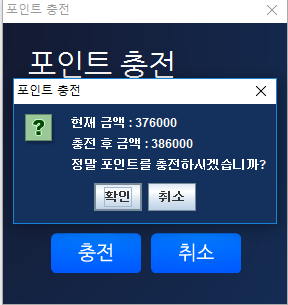 포인트 충전
포인트 충전
포인트 충전
현재 금액 : 376000
충전 후 금액 : 386000
정말 포인트를 충전하시겠습니까?
확인
취소
충전
취소